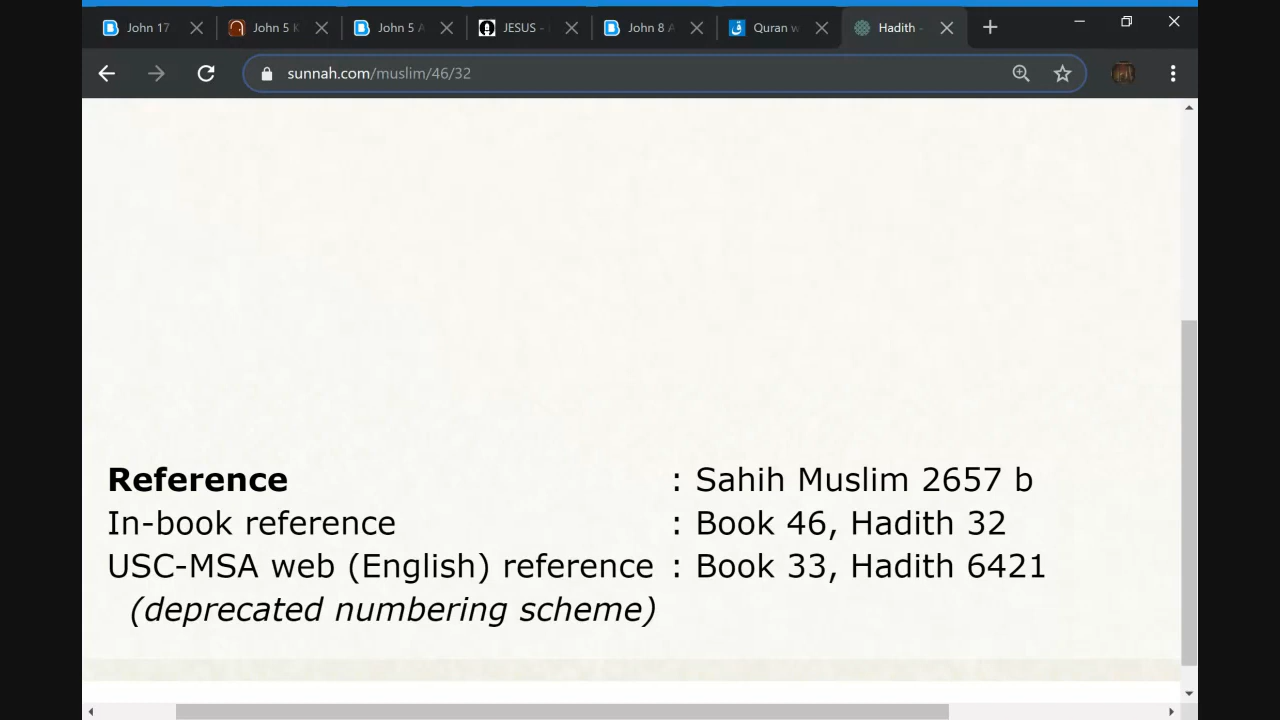 John 17
John 5 K
John 5 A
JESUS -
John 8 A
Quran w
Hadith -
sunnah.com/muslim/46/32
Reference : Sahih Muslim 2657 b
In-book reference : Book 46, Hadith 32
USC-MSA web (English) reference : Book 33, Hadith 6421
(deprecated numbering scheme)